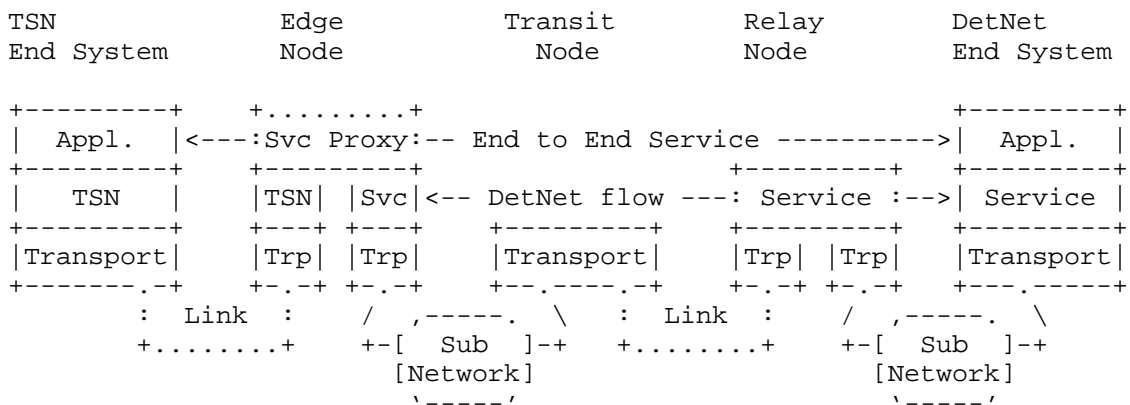 TSN Edge Transit Relay DetNet
End System Node Node Node End System
Appl. Svc Proxy End to End Service Appl.
TSN TSN Svc DetNet flow Service Service
Transport Trp Trp Transport Trp Trp Transport
Link Link
Sub Sub
Network Network